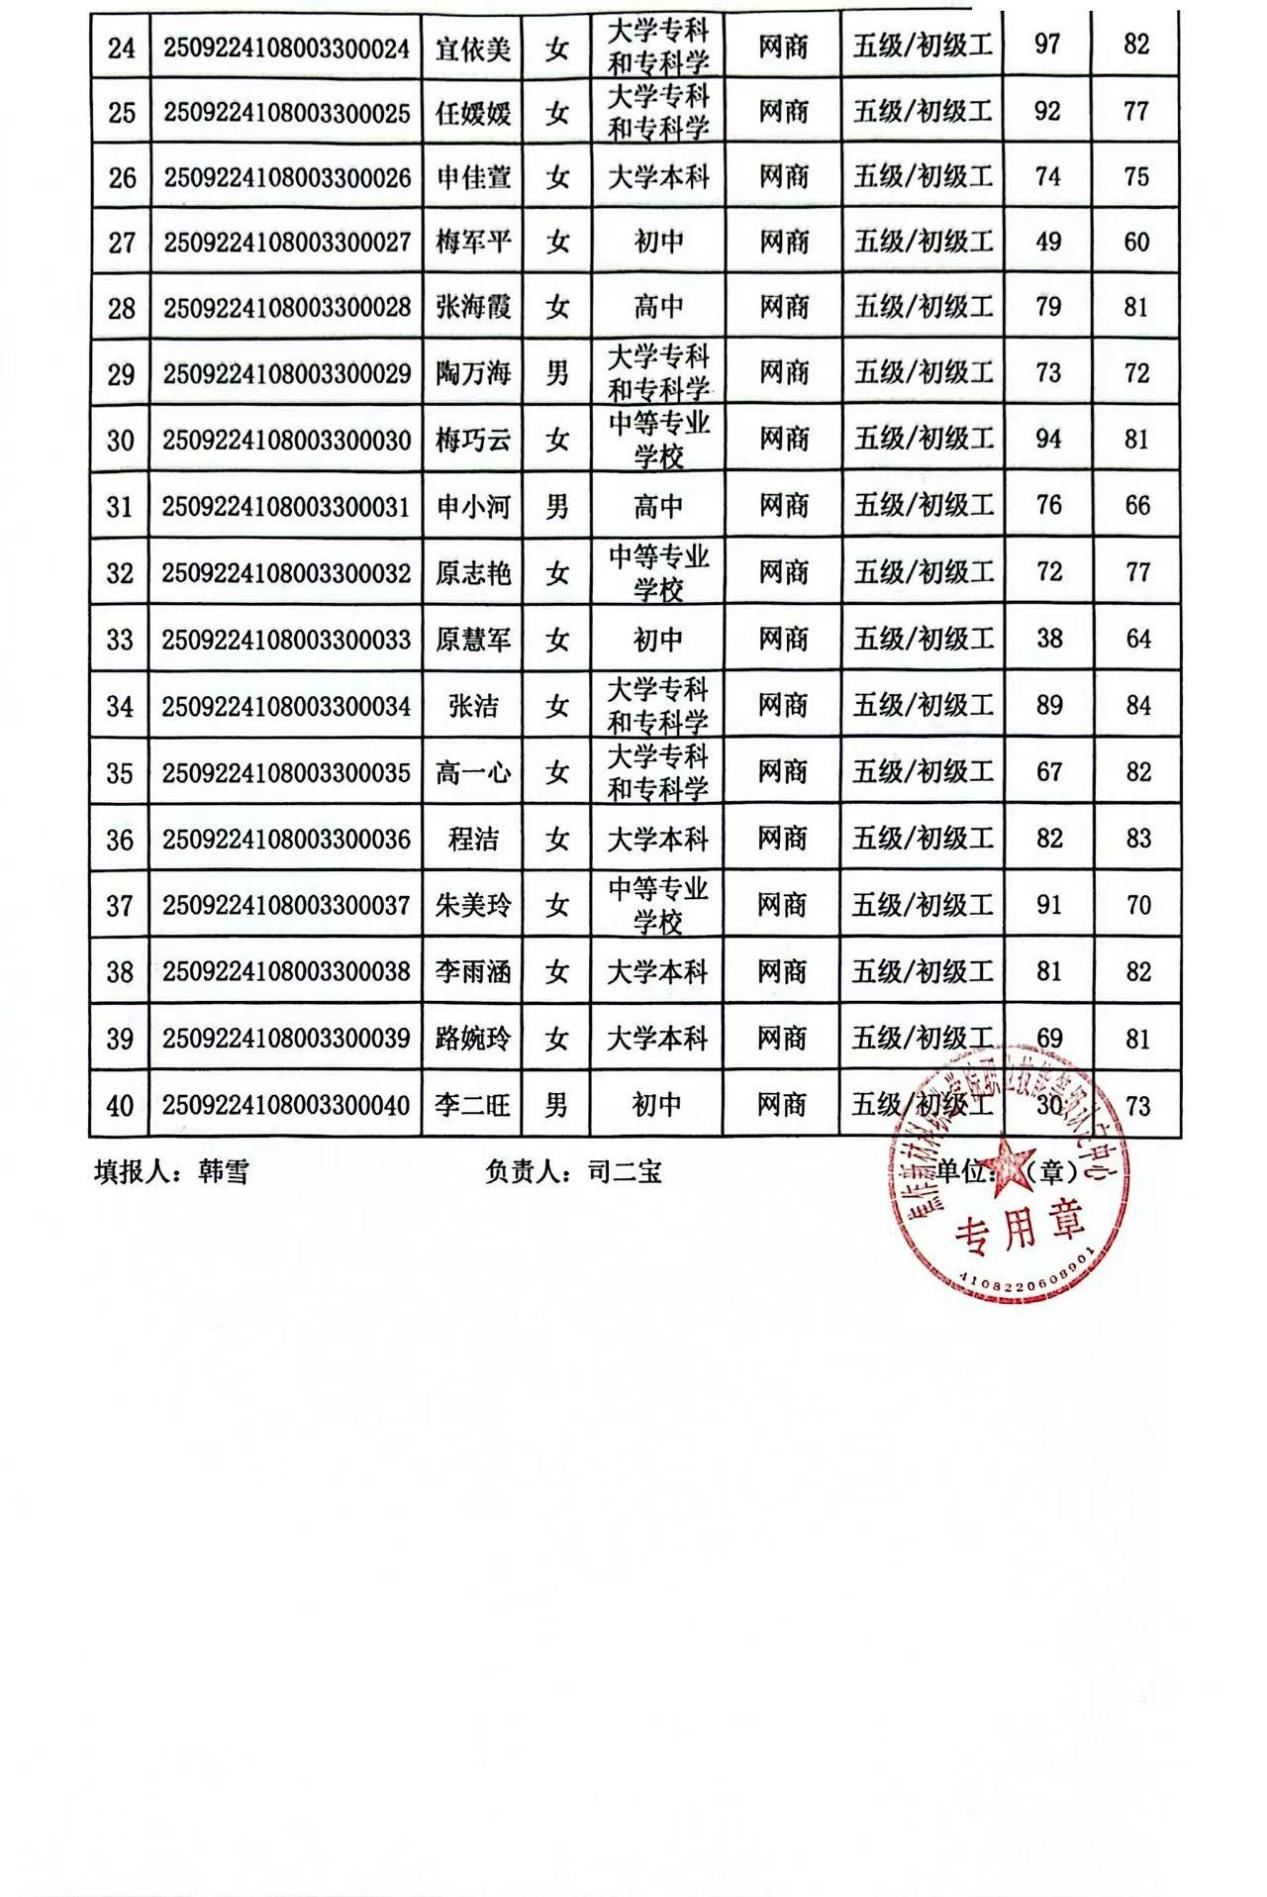 24 2509224108003300024 宜依美 女 大学专科和专科学 网商 五级/初级工 97 82
25 2509224108003300025 任媛媛 女 大学专科和专科学 网商 五级/初级工 92 77
26 2509224108003300026 申佳萱 女 大学本科 网商 五级/初级工 74 75
27 2509224108003300027 梅军平 女 初中 网商 五级/初级工 49 60
28 2509224108003300028 张海霞 女 高中 网商 五级/初级工 79 81
29 2509224108003300029 陶万海 男 大学专科和专科学 网商 五级/初级工 73 72
30 2509224108003300030 梅巧云 女 中等专业学校 网商 五级/初级工 94 81
31 2509224108003300031 申小河 男 高中 网商 五级/初级工 76 66
32 2509224108003300032 原志艳 女 中等专业学校 网商 五级/初级工 72 77
33 2509224108003300033 原慧军 女 初中 网商 五级/初级工 38 64
34 2509224108003300034 张洁 女 大学专科和专科学 网商 五级/初级工 89 84
35 2509224108003300035 高一心 女 大学专科和专科学 网商 五级/初级工 67 82
36 2509224108003300036 程洁 女 大学本科 网商 五级/初级工 82 83
37 2509224108003300037 朱美玲 女 中等专业学校 网商 五级/初级工 91 70
38 2509224108003300038 李雨涵 女 大学本科 网商 五级/初级工 81 82
39 2509224108003300039 路婉玲 女 大学本科 网商 五级/初级工 69 81
40 2509224108003300040 李二旺 男 初中 网商 五级/初级工 30 73
填报人：韩雪 负责人：司二宝 单位：（章）
专用章
4108220608901